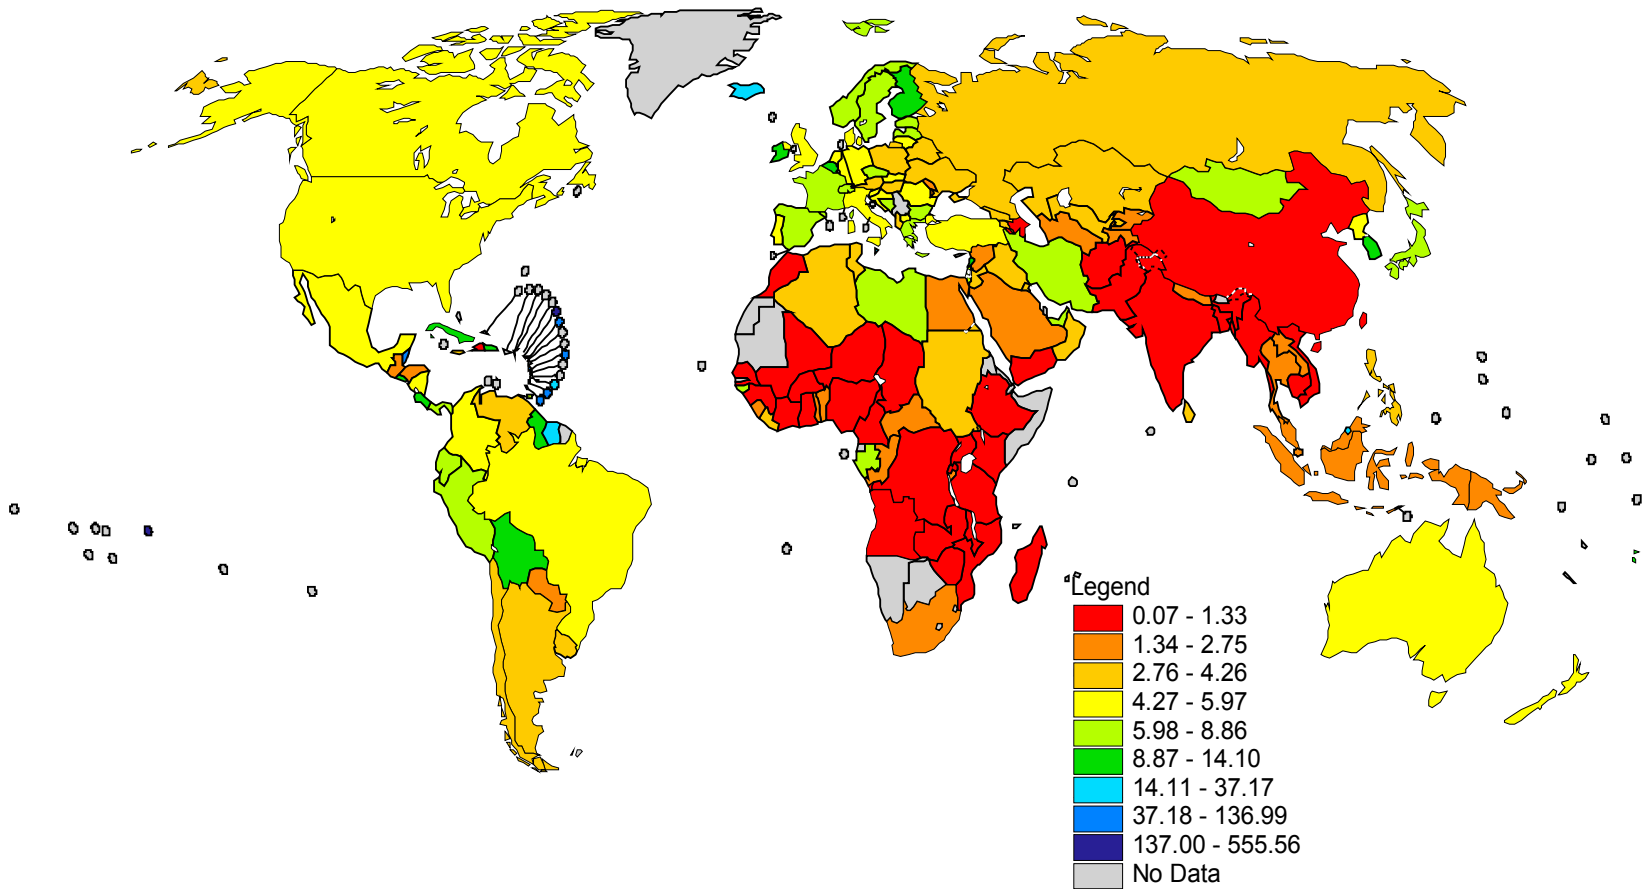 Legend
0.07 - 1.33
1.34 - 2.75
2.76 - 4.26
4.27 - 5.97
5.98 - 8.86
8.87 - 14.10
14.11 - 37.17
37.18 - 136.99
137.00 - 555.56
No Data